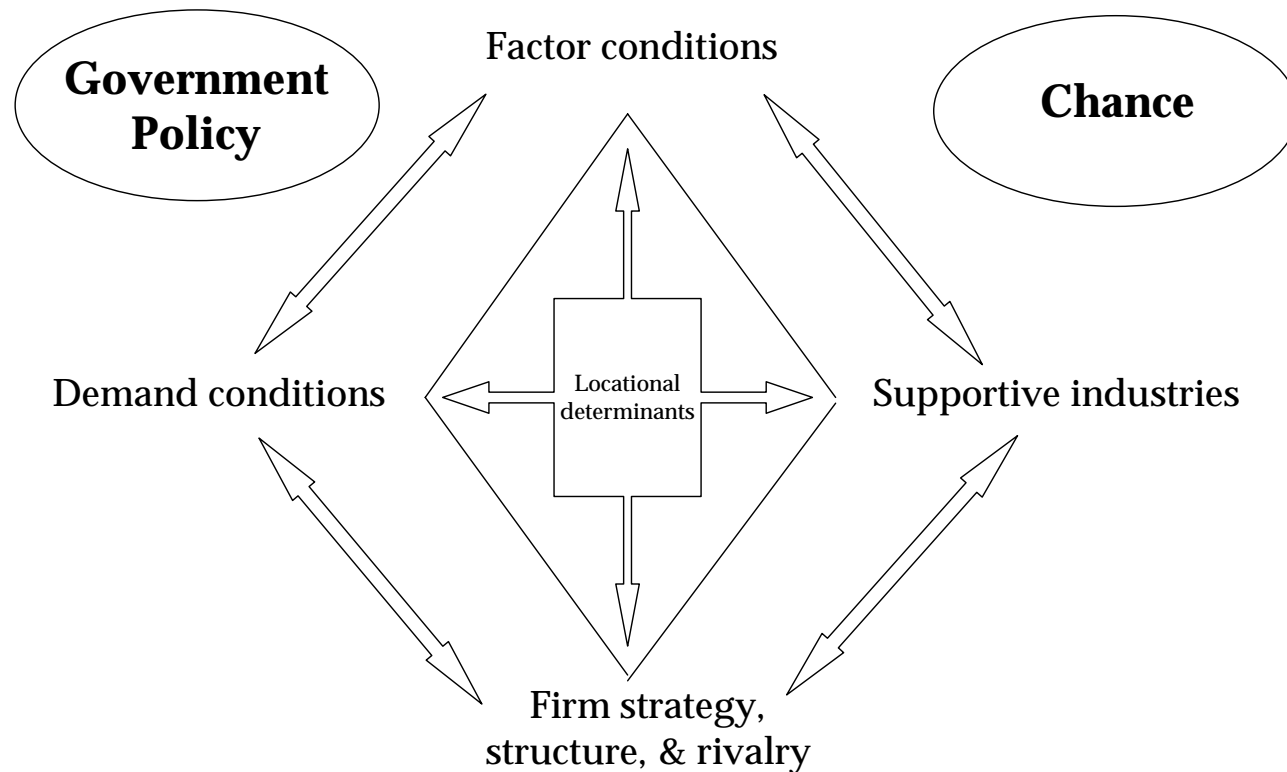 Factor conditions
Government
Policy
Chance
Demand conditions
Locational
determinants
Supportive industries
Firm strategy,
structure, & rivalry